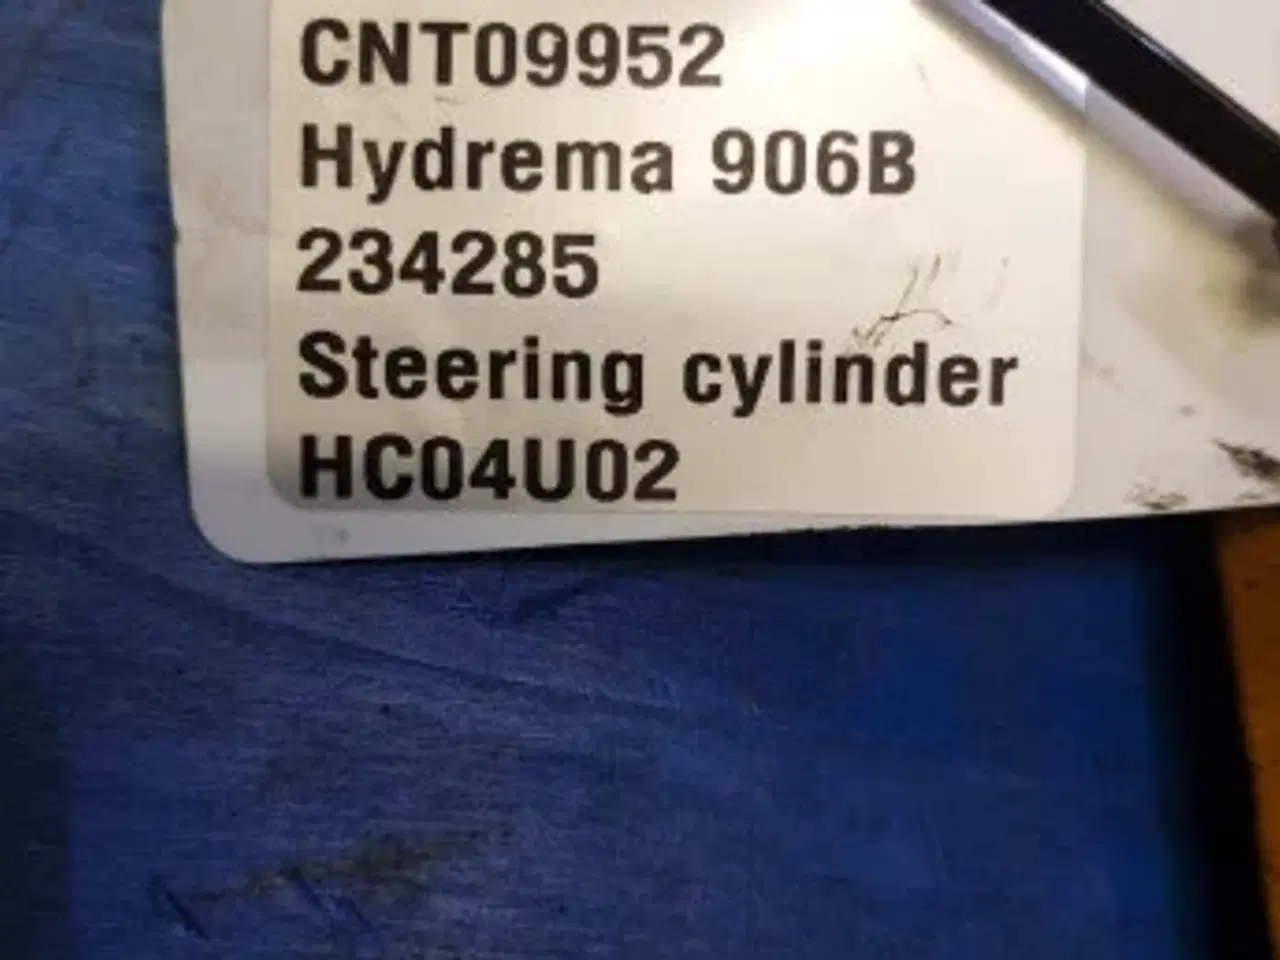 CNT09952
Hydrema 906B
234285
Steering cylinder
HC04U02